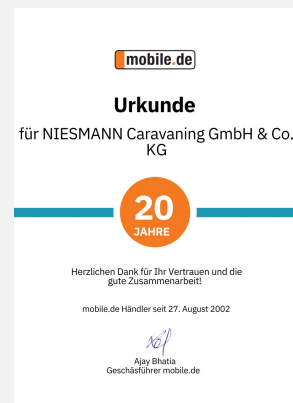 mobile.de
Urkunde
für NIESMANN Caravaning GmbH & Co.
KG
20
JAHRE
Herzlichen Dank für Ihr Vertrauen und die
gute Zusammenarbeit!
mobile.de Händler seit 27. August 2002
Ajay Bhatia
Geschäsführer mobile.de